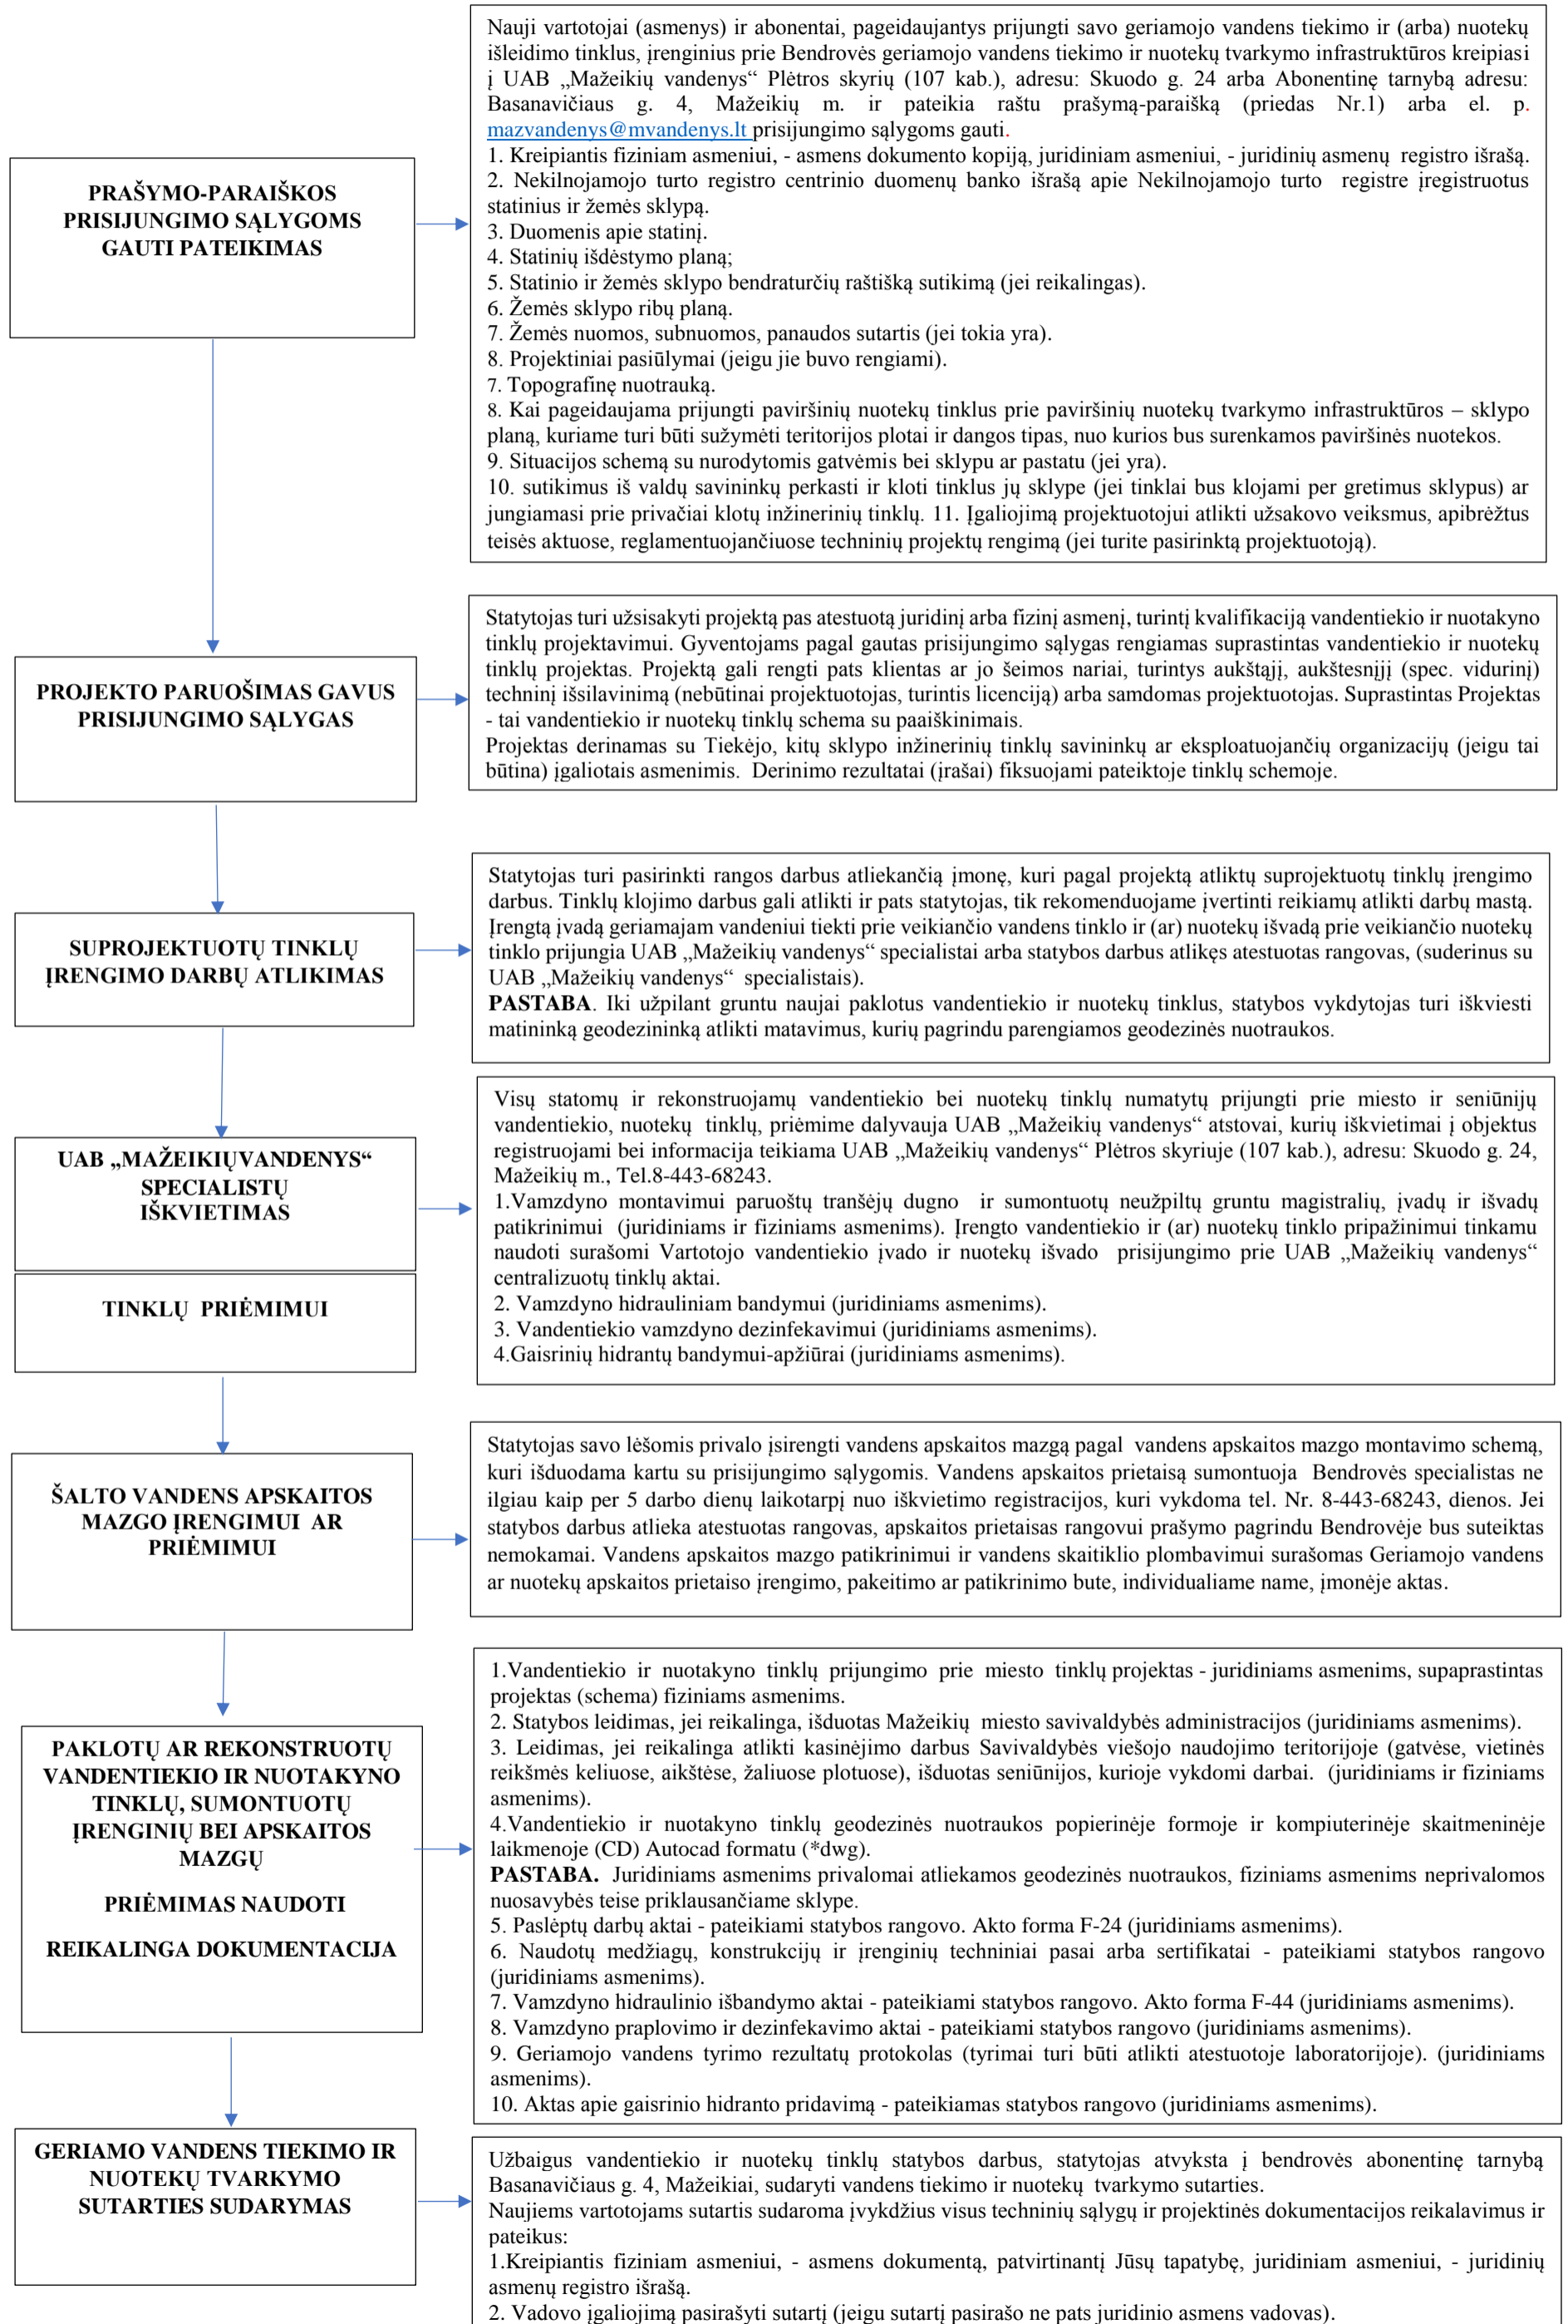 PRAŠYMO-PARAIŠKOS
PRISIJUNGIMO SĄLYGOMS
GAUTI PATEIKIMAS
Nauji vartotojai (asmenys) ir abonentai, pageidaujantys prijungti savo geriamojo vandens tiekimo ir (arba) nuotekų
išleidimo tinklus, įrenginius prie Bendrovės geriamojo vandens tiekimo ir nuotekų tvarkymo infrastruktūros kreipiasi
į UAB „Mažeikių vandenys“ Plėtros skyrių (107 kab.), adresu: Skuodo g. 24 arba Abonentinę tarnybą adresu:
Basanavičiaus g. 4, Mažeikių m. ir pateikia raštu prašymą-paraišką (priedas Nr.1) arba el. p.
mazvandenys@mvandenys.lt prisijungimo sąlygoms gauti.
1. Kreipiantis fiziniam asmeniui, - asmens dokumento kopiją, juridiniam asmeniui, - juridinių asmenų registro išrašą.
2. Nekilnojamojo turto registro centrinio duomenų banko išrašą apie Nekilnojamojo turto registre įregistruotus
statinius ir žemės sklypą.
3. Duomenis apie statinį.
4. Statinių išdėstymo planą;
5. Statinio ir žemės sklypo bendraturčių raštišką sutikimą (jei reikalingas).
6. Žemės sklypo ribų planą.
7. Žemės nuomos, subnuomos, panaudos sutartis (jei tokia yra).
8. Projektiniai pasiūlymai (jeigu jie buvo rengiami).
7. Topografinę nuotrauką.
8. Kai pageidaujama prijungti paviršinių nuotekų tinklus prie paviršinių nuotekų tvarkymo infrastruktūros – sklypo
planą, kuriame turi būti sužymėti teritorijos plotai ir dangos tipas, nuo kurios bus surenkamos paviršinės nuotekos.
9. Situacijos schemą su nurodytomis gatvėmis bei sklypu ar pastatu (jei yra).
10. sutikimus iš valdų savininkų perkasti ir kloti tinklus jų sklype (jei tinklai bus klojami per gretimus sklypus) ar
jungiamasi prie privačiai klotų inžinerinių tinklų. 11. Įgaliojimą projektuotojui atlikti užsakovo veiksmus, apibrėžtus
teisės aktuose, reglamentuojančiuose techninių projektų rengimą (jei turite pasirinktą projektuotoją).
PROJEKTO PARUOŠIMAS GAVUS
PRISIJUNGIMO SĄLYGAS
Statytojas turi užsisakyti projektą pas atestuotą juridinį arba fizinį asmenį, turintį kvalifikaciją vandentiekio ir nuotakyno
tinklų projektavimui. Gyventojams pagal gautas prisijungimo sąlygas rengiamas suprastintas vandentiekio ir nuotekų
tinklų projektas. Projektą gali rengti pats klientas ar jo šeimos nariai, turintys aukštąjį, aukštesnįjį (spec. vidurinį)
techninį išsilavinimą (nebūtinai projektuotojas, turintis licenciją) arba samdomas projektuotojas. Suprastintas Projektas
- tai vandentiekio ir nuotekų tinklų schema su paaiškinimais.
Projektas derinamas su Tiekėjo, kitų sklypo inžinerinių tinklų savininkų ar eksploatuojančių organizacijų (jeigu tai
būtina) įgaliotais asmenimis. Derinimo rezultatai (įrašai) fiksuojami pateiktoje tinklų schemoje.
SUPROJEKTUOTŲ TINKLŲ
ĮRENGIMO DARBŲ ATLIKIMAS
Statytojas turi pasirinkti rangos darbus atliekančią įmonę, kuri pagal projektą atliktų suprojektuotų tinklų įrengimo
darbus. Tinklų klojimo darbus gali atlikti ir pats statytojas, tik rekomenduojame įvertinti reikiamų atlikti darbų mastą.
Įrengtą įvadą geriamajam vandeniui tiekti prie veikiančio vandens tinklo ir (ar) nuotekų išvadą prie veikiančio nuotekų
tinklo prijungia UAB „Mažeikių vandenys“ specialistai arba statybos darbus atlikęs atestuotas rangovas, (suderinus su
UAB „Mažeikių vandenys“ specialistais).
PASTABA. Iki užpilant gruntu naujai paklotus vandentiekio ir nuotekų tinklus, statybos vykdytojas turi iškviesti
matininką geodezininką atlikti matavimus, kurių pagrindu parengiamos geodezinės nuotraukos.
UAB „MAŽEIKIŲVANDENYS“
SPECIALISTŲ
IŠKVIETIMAS
TINKLŲ PRIĖMIMUI
Visų statomų ir rekonstruojamų vandentiekio bei nuotekų tinklų numatytų prijungti prie miesto ir seniūnijų
vandentiekio, nuotekų tinklų, priėmime dalyvauja UAB „Mažeikių vandenys“ atstovai, kurių iškvietimai į objektus
registruojami bei informacija teikiama UAB „Mažeikių vandenys“ Plėtros skyriuje (107 kab.), adresu: Skuodo g. 24,
Mažeikių m., Tel.8-443-68243.
1.Vamzdyno montavimui paruoštų tranšėjų dugno ir sumontuotų neužpiltų gruntu magistralių, įvadų ir išvadų
patikrinimui (juridiniams ir fiziniams asmenims). Įrengto vandentiekio ir (ar) nuotekų tinklo pripažinimui tinkamu
naudoti surašomi Vartotojo vandentiekio įvado ir nuotekų išvado prisijungimo prie UAB „Mažeikių vandenys“
centralizuotų tinklų aktai.
2. Vamzdyno hidrauliniam bandymui (juridiniams asmenims).
3. Vandentiekio vamzdyno dezinfekavimui (juridiniams asmenims).
4.Gaisrinių hidrantų bandymui-apžiūrai (juridiniams asmenims).
ŠALTO VANDENS APSKAITOS
MAZGO ĮRENGIMUI AR
PRIĖMIMUI
Statytojas savo lėšomis privalo įsirengti vandens apskaitos mazgą pagal vandens apskaitos mazgo montavimo schemą,
kuri išduodama kartu su prisijungimo sąlygomis. Vandens apskaitos prietaisą sumontuoja Bendrovės specialistas ne
ilgiau kaip per 5 darbo dienų laikotarpį nuo iškvietimo registracijos, kuri vykdoma tel. Nr. 8-443-68243, dienos. Jei
statybos darbus atlieka atestuotas rangovas, apskaitos prietaisas rangovui prašymo pagrindu Bendrovėje bus suteiktas
nemokamai. Vandens apskaitos mazgo patikrinimui ir vandens skaitiklio plombavimui surašomas Geriamojo vandens
ar nuotekų apskaitos prietaiso įrengimo, pakeitimo ar patikrinimo bute, individualiame name, įmonėje aktas.
PAKLOTŲ AR REKONSTRUOTŲ
VANDENTIEKIO IR NUOTAKYNO
TINKLŲ, SUMONTUOTŲ
ĮRENGINIŲ BEI APSKAITOS
MAZGŲ
PRIĖMIMAS NAUDOTI
REIKALINGA DOKUMENTACIJA
1.Vandentiekio ir nuotakyno tinklų prijungimo prie miesto tinklų projektas - juridiniams asmenims, supaprastintas
projektas (schema) fiziniams asmenims.
2. Statybos leidimas, jei reikalinga, išduotas Mažeikių miesto savivaldybės administracijos (juridiniams asmenims).
3. Leidimas, jei reikalinga atlikti kasinėjimo darbus Savivaldybės viešojo naudojimo teritorijoje (gatvėse, vietinės
reikšmės keliuose, aikštėse, žaliuose plotuose), išduotas seniūnijos, kurioje vykdomi darbai. (juridiniams ir fiziniams
asmenims).
4.Vandentiekio ir nuotakyno tinklų geodezinės nuotraukos popierinėje formoje ir kompiuterinėje skaitmeninėje
laikmenoje (CD) Autocad formatu (*dwg).
PASTABA. Juridiniams asmenims privalomai atliekamos geodezinės nuotraukos, fiziniams asmenims neprivalomos
nuosavybės teise priklausančiame sklype.
5. Paslėptų darbų aktai - pateikiami statybos rangovo. Akto forma F-24 (juridiniams asmenims).
6. Naudotų medžiagų, konstrukcijų ir įrenginių techniniai pasai arba sertifikatai - pateikiami statybos rangovo
(juridiniams asmenims).
7. Vamzdyno hidraulinio išbandymo aktai - pateikiami statybos rangovo. Akto forma F-44 (juridiniams asmenims).
8. Vamzdyno praplovimo ir dezinfekavimo aktai - pateikiami statybos rangovo (juridiniams asmenims).
9. Geriamojo vandens tyrimo rezultatų protokolas (tyrimai turi būti atlikti atestuotoje laboratorijoje). (juridiniams
asmenims).
10. Aktas apie gaisrinio hidranto pridavimą - pateikiamas statybos rangovo (juridiniams asmenims).
GERIAMO VANDENS TIEKIMO IR
NUOTEKŲ TVARKYMO
SUTARTIES SUDARYMAS
Užbaigus vandentiekio ir nuotekų tinklų statybos darbus, statytojas atvyksta į bendrovės abonentinę tarnybą
Basanavičiaus g. 4, Mažeikiai, sudaryti vandens tiekimo ir nuotekų tvarkymo sutarties.
Naujiems vartotojams sutartis sudaroma įvykdžius visus techninių sąlygų ir projektinės dokumentacijos reikalavimus ir
pateikus:
1.Kreipiantis fiziniam asmeniui, - asmens dokumentą, patvirtinantį Jūsų tapatybę, juridiniam asmeniui, - juridinių
asmenų registro išrašą.
2. Vadovo įgaliojimą pasirašyti sutartį (jeigu sutartį pasirašo ne pats juridinio asmens vadovas).